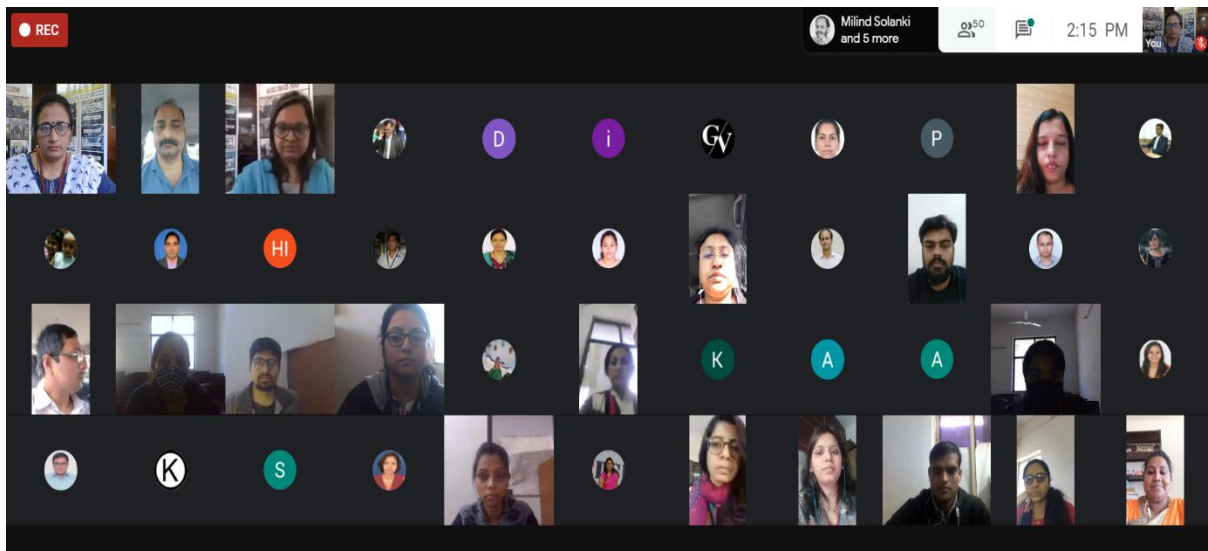 REC
Milind Solanki
and 5 more
50
2:15 PM
You
D
i
GV
P
HI
K
A
A
K
S